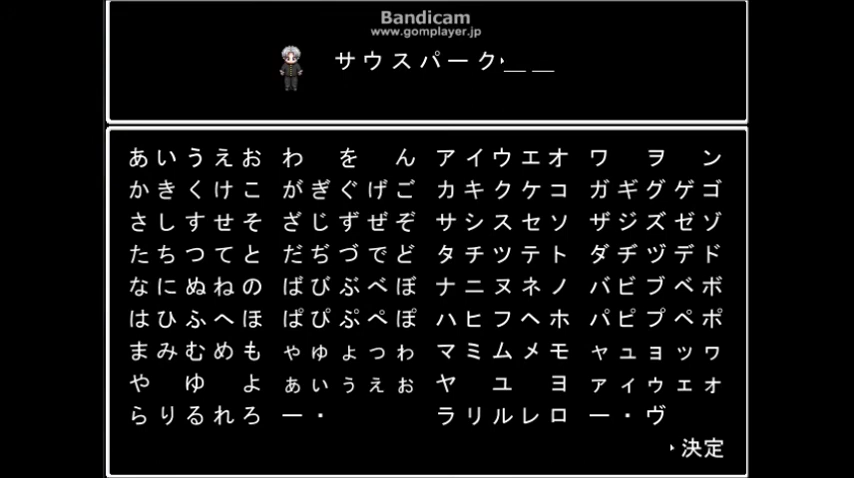 Bandicam
www.gomplayer.jp
サウスパーク__
あいうえお わ を ん アイウエオ ワ ヲ ン
かきくけこ がぎぐげご カキクケコ ガギグゲゴ
さしすせそ ざじずぜぞ サシスセソ ザジズゼゾ
たちつてと だぢづでど タチツテト ダヂヅデド
なにぬねの ばびぶべぼ ナニヌネノ バビブベボ
はひふへほ ぱぴぷぺぽ ハヒフヘホ パピプペポ
まみむめも ゃゅょっゎ マミムメモ ャュョッヮ
や ゆ よ ぁぃぅぇぉ ヤ ユ ヨ ァィゥェォ
らりるれろ ー・ ラリルレロ ー・ヴ
決定